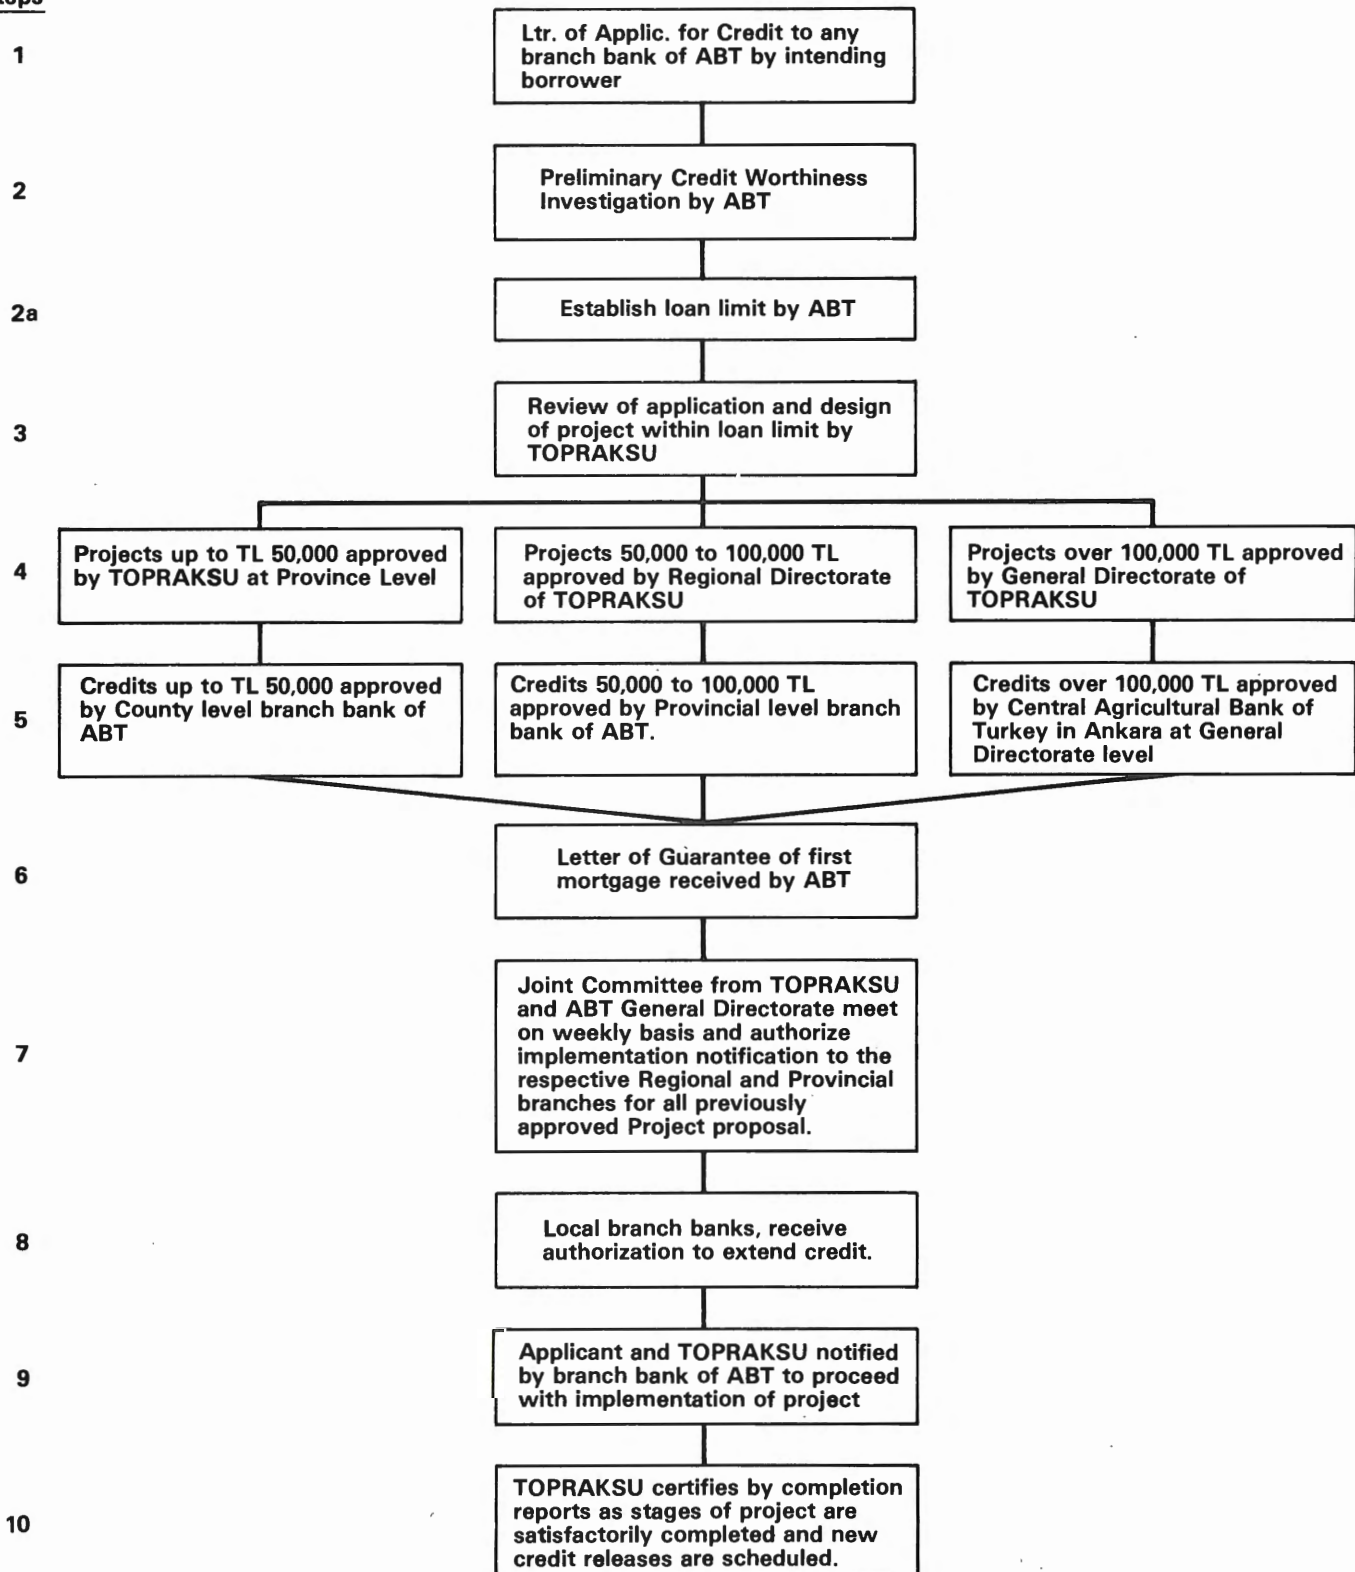 1
Ltr. of Applic. for Credit to any
branch bank of ABT by intending
borrower
2
Preliminary Credit Worthiness
Investigation by ABT
2a
Establish loan limit by ABT
3
Review of application and design
of project within loan limit by
TOPRAKSU
4
Projects up to TL 50,000 approved
by TOPRAKSU at Province Level
Projects 50,000 to 100,000 TL
approved by Regional Directorate
of TOPRAKSU
Projects over 100,000 TL approved
by General Directorate of
TOPRAKSU
5
Credits up to TL 50,000 approved
by County level branch bank of
ABT
Credits 50,000 to 100,000 TL
approved by Provincial level branch
bank of ABT.
Credits over 100,000 TL approved
by Central Agricultural Bank of
Turkey in Ankara at General
Directorate level
6
Letter of Guarantee of first
mortgage received by ABT
7
Joint Committee from TOPRAKSU
and ABT General Directorate meet
on weekly basis and authorize
implementation notification to the
respective Regional and Provincial
branches for all previously
approved Project proposal.
8
Local branch banks, receive
authorization to extend credit.
9
Applicant and TOPRAKSU notified
by branch bank of ABT to proceed
with implementation of project
10
TOPRAKSU certifies by completion
reports as stages of project are
satisfactorily completed and new
credit releases are scheduled.